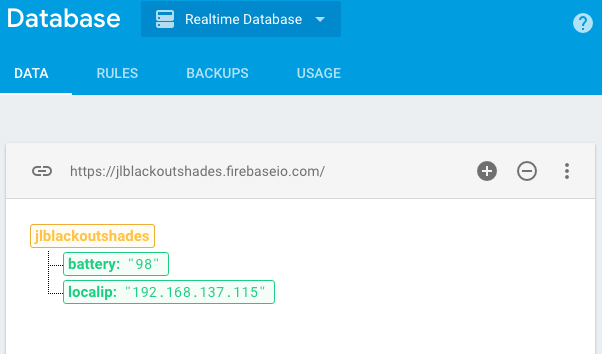 Database Realtime Database ?
DATA RULES BACKUPS USAGE
https://jlblackoutshades.firebaseio.com/
jlblackoutshades
battery: "98"
localip: "192.168.137.115"